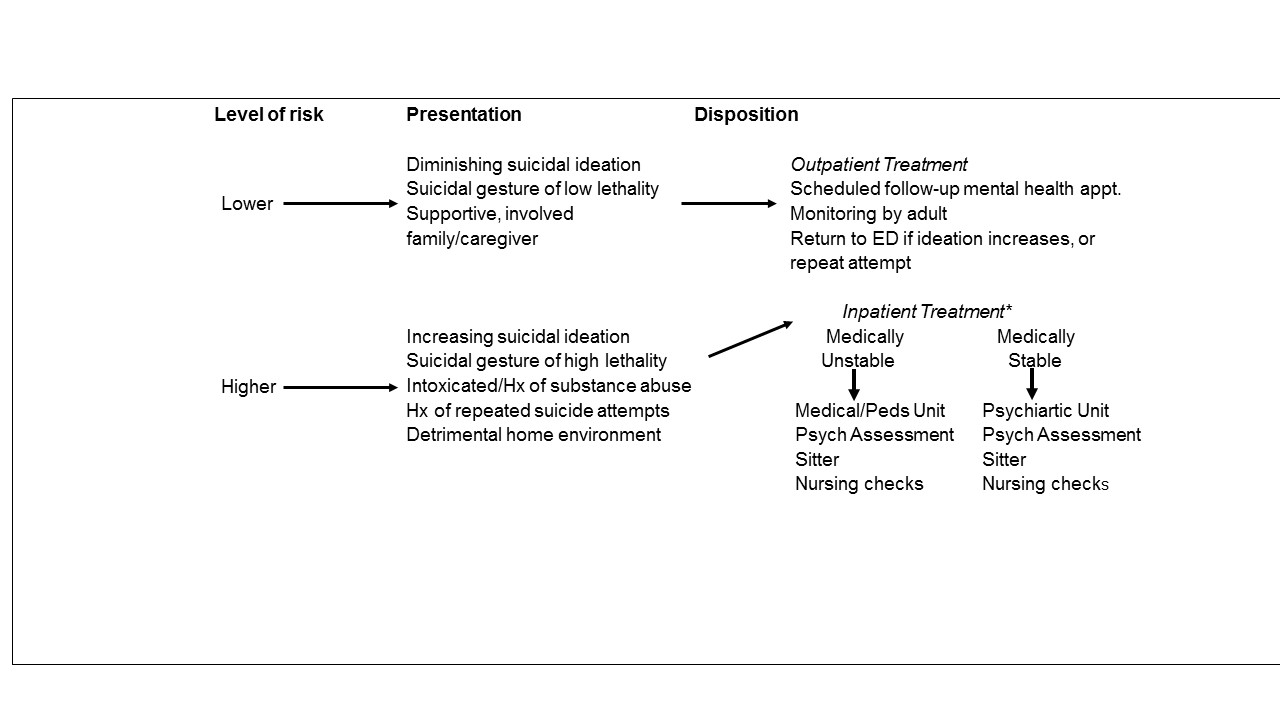 Level of risk Presentation Disposition
Diminishing suicidal ideation
Suicidal gesture of low lethality
Supportive, involved
family/caregiver
Lower
Outpatient Treatment
Scheduled follow-up mental health appt.
Monitoring by adult
Return to ED if ideation increases, or
repeat attempt
Higher
Increasing suicidal ideation
Suicidal gesture of high lethality
Intoxicated/Hx of substance abuse
Hx of repeated suicide attempts
Detrimental home environment
Inpatient Treatment*
Medically
Unstable
Medical/Peds Unit
Psych Assessment
Sitter
Nursing checks
Medically
Stable
Psychiartic Unit
Psych Assessment
Sitter
Nursing checks